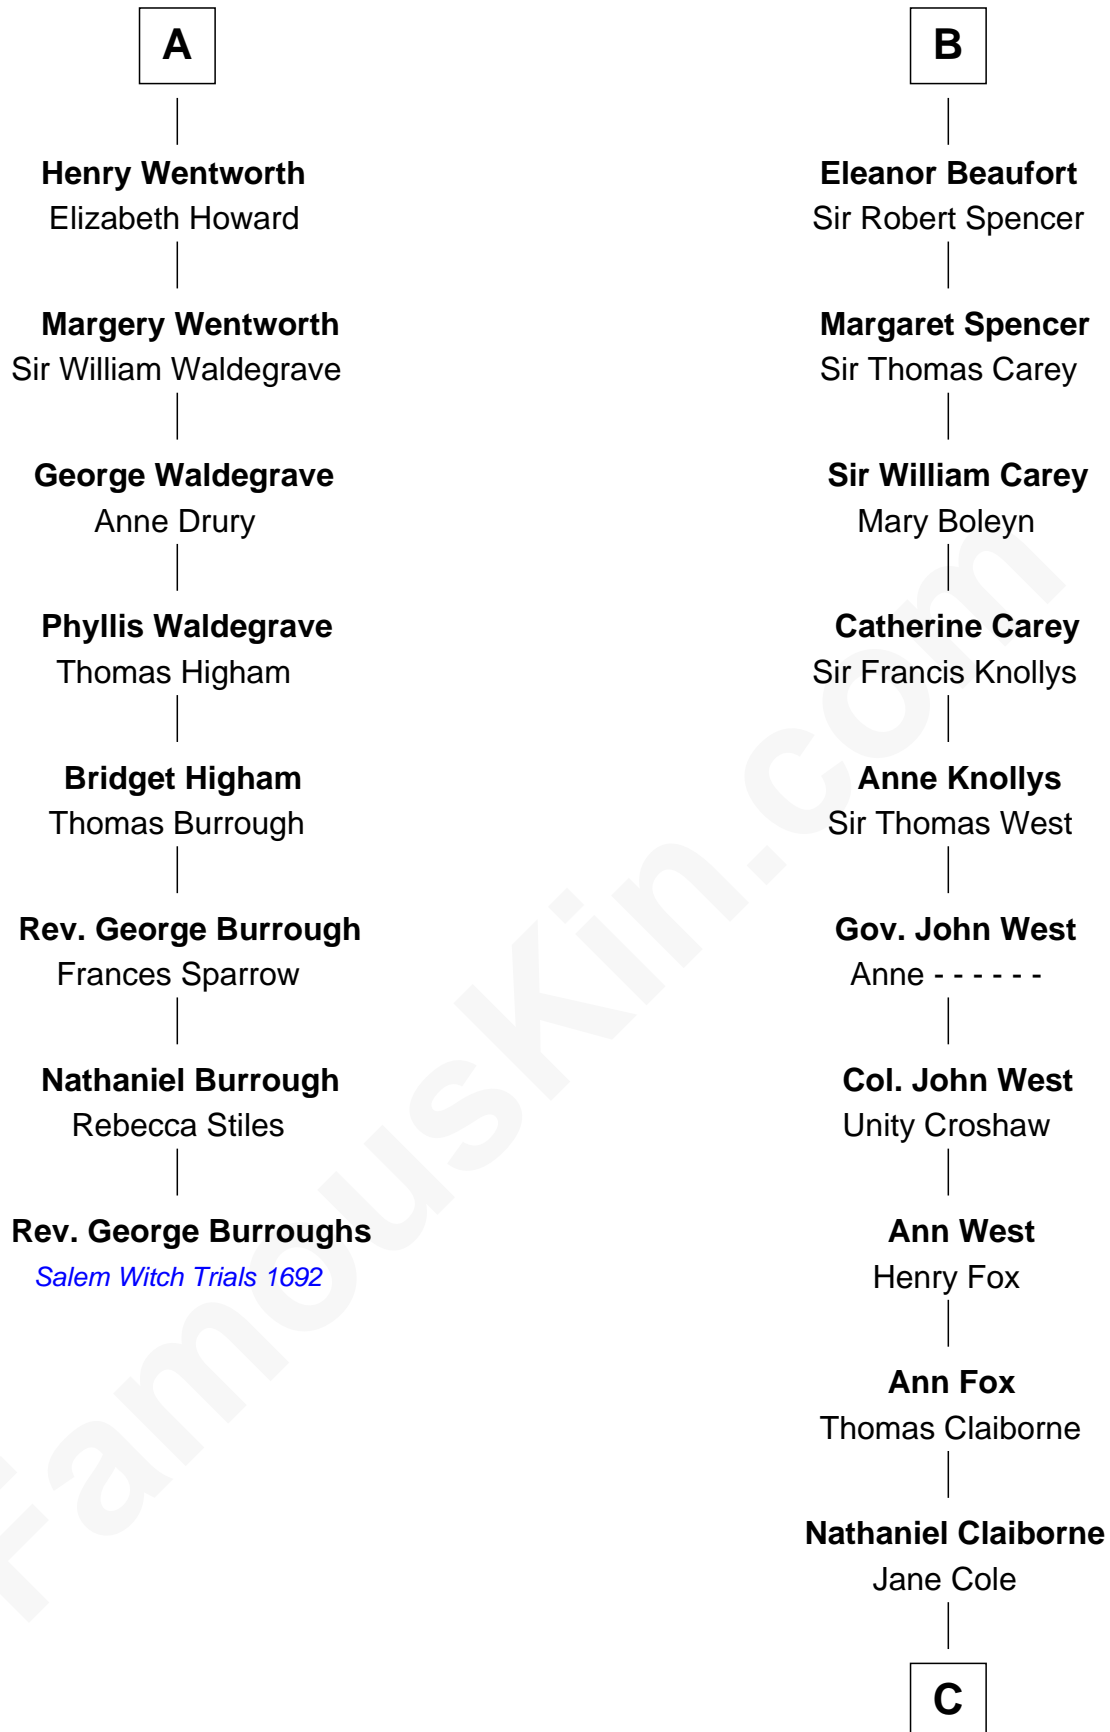 A
Henry Wentworth
Elizabeth Howard
Margery Wentworth
Sir William Waldegrave
George Waldegrave
Anne Drury
Phyllis Waldegrave
Thomas Higham
Bridget Higham
Thomas Burrough
Rev. George Burrough
Frances Sparrow
Nathaniel Burrough
Rebecca Stiles
Rev. George Burroughs
Salem Witch Trials 1692
B
Eleanor Beaufort
Sir Robert Spencer
Margaret Spencer
Sir Thomas Carey
Sir William Carey
Mary Boleyn
Catherine Carey
Sir Francis Knollys
Anne Knollys
Sir Thomas West
Gov. John West
Anne - - - - - -
Col. John West
Unity Croshaw
Ann West
Henry Fox
Ann Fox
Thomas Claiborne
Nathaniel Claiborne
Jane Cole
C
FamousKin.com